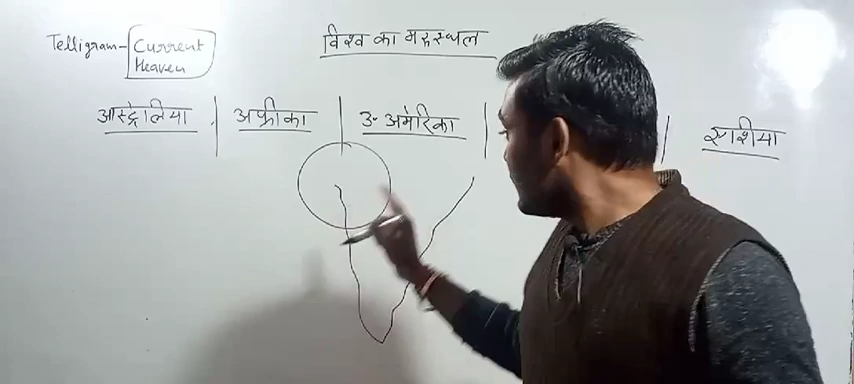 Telligram- Current
Heaven
विश्व का मरुस्थल
आस्ट्रेलिया
अफ्रीका
उ॰ अमेरिका
एशिया